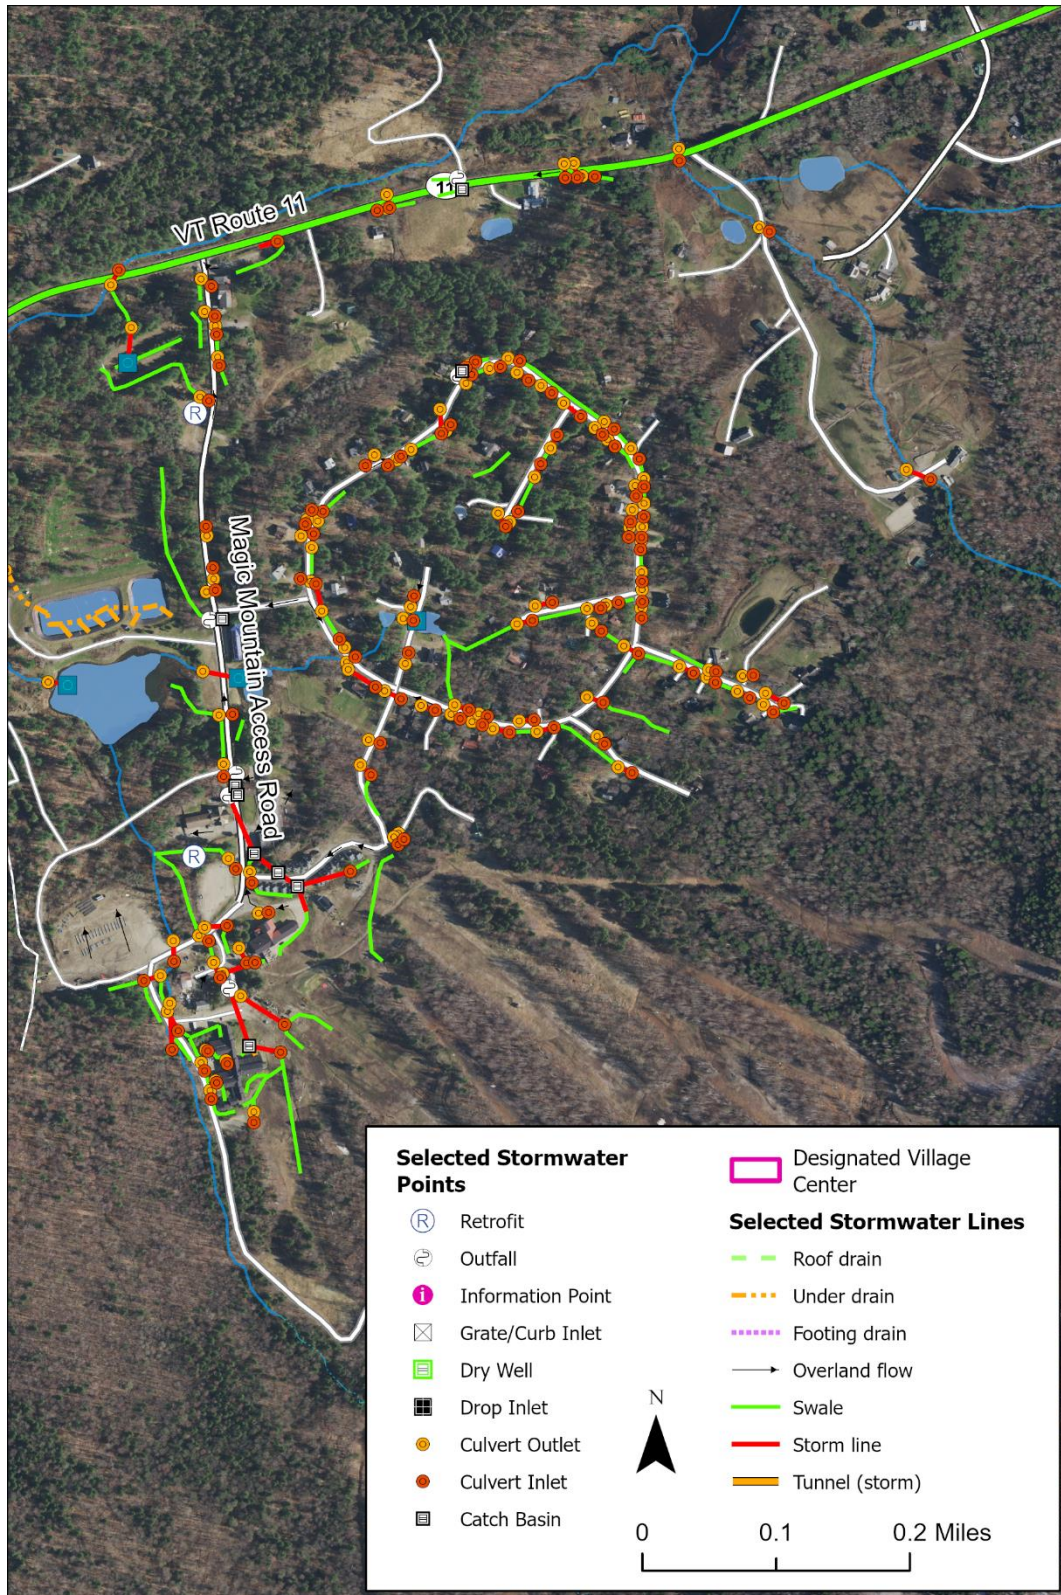 11
VT Route 11
R
Magic Mountain Access Road
R
Selected Stormwater
Points
R Retrofit
Outfall
i Information Point
Grate/Curb Inlet
Dry Well
Drop Inlet
Culvert Outlet
Culvert Inlet
Catch Basin
Designated Village
Center
Selected Stormwater Lines
Roof drain
Under drain
Footing drain
Overland flow
Swale
Storm line
Tunnel (storm)
N
0 0.1 0.2 Miles